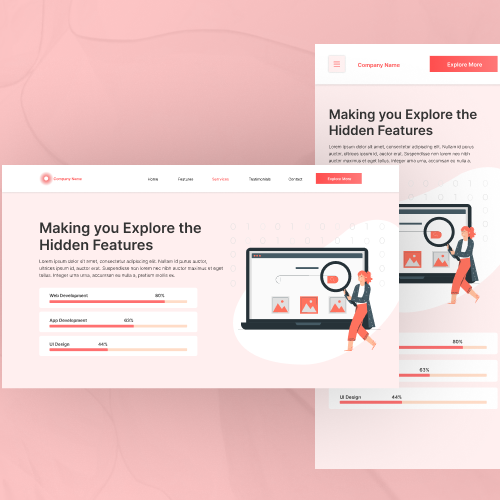 Company Name
Explore More
Making you Explore the
Hidden Features
Lorem ipsum dolor sit amet, consectetur adipiscing elit. Nullam id purus
auctor, ultrices ipsum id, auctor diam. Suspendisse non lorem nec nibh
auctor maximus et eget tellus. Integer urna urna, accumsan eu nulla a,
80%
63%
UI Design 44%
Company Name
Home Features Services Testimonials Contact
Explore More
Making you Explore the
Hidden Features
Lorem ipsum dolor sit amet, consectetur adipiscing elit. Nullam id purus auctor,
ultrices ipsum id, auctor diam. Suspendisse non lorem nec nibh auctor maximus et eget
tellus. Integer urna urna, accumsan eu nulla a, pretium mollis ex.
Web Development 80%
App Development 63%
UI Design 44%